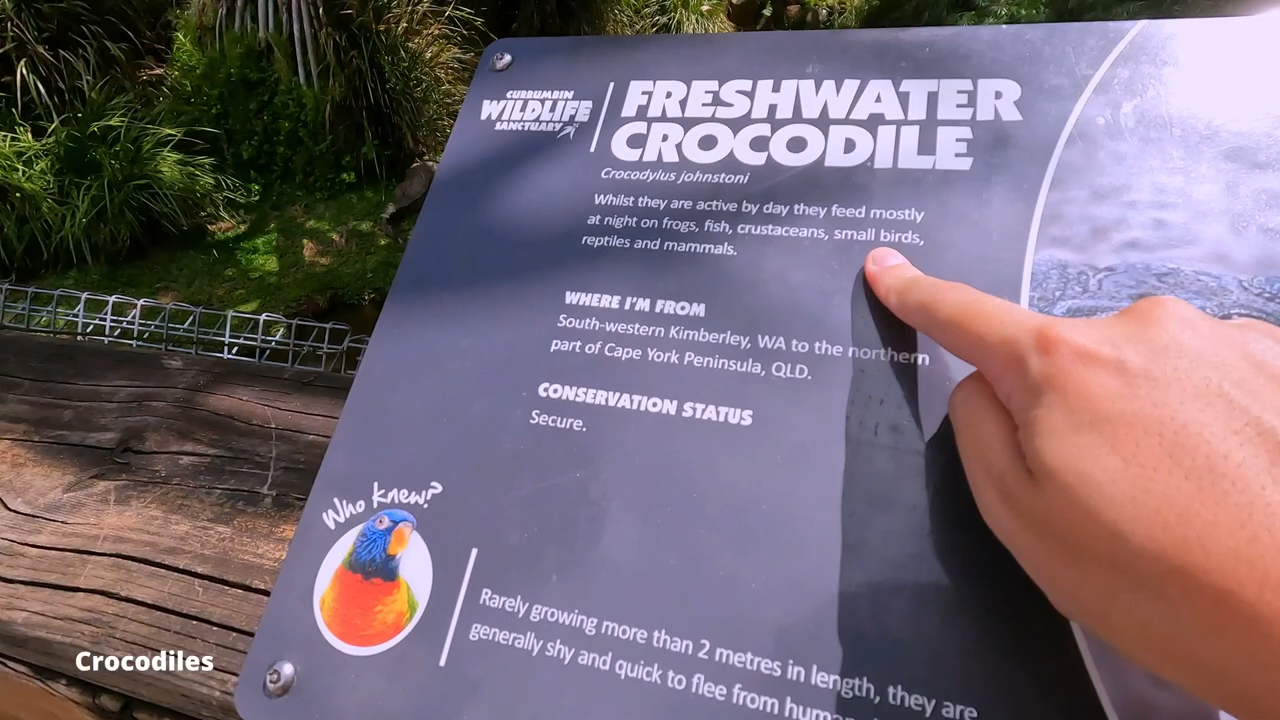 CURRUMBIN
WILDLIFE
SANCTUARY
FRESHWATER
CROCODILE
Crocodylus johnstoni
Whilst they are active by day they feed mostly
at night on frogs, fish, crustaceans, small birds,
reptiles and mammals.
WHERE I'M FROM
South-western Kimberley, WA to the northern
part of Cape York Peninsula, QLD.
CONSERVATION STATUS
Secure.
Who knew?
Rarely growing more than 2 metres in length, they are
generally shy and quick to flee from
Crocodiles